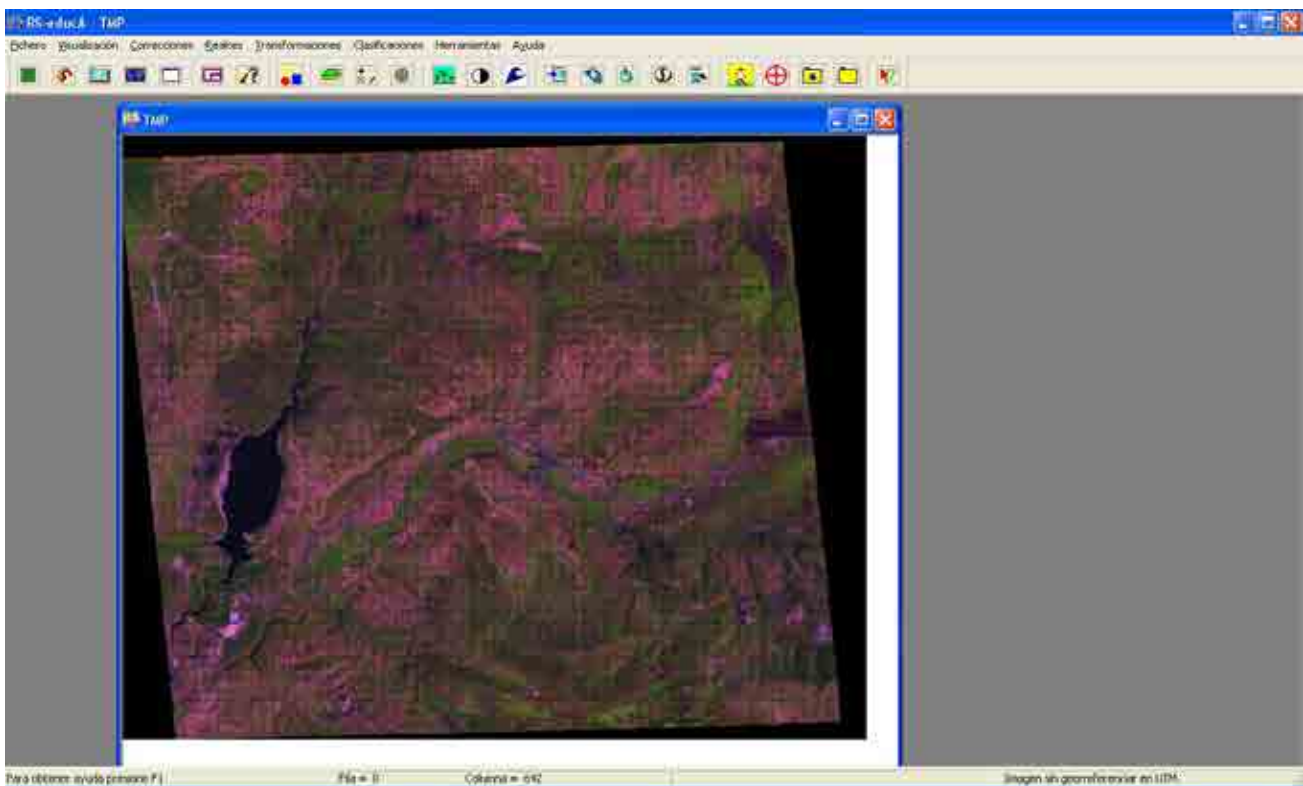 RS-educA - TMP
Fichero Visualización Correcciones Realces Transformaciones Clasificaciones Herramientas Ayuda
TMP
Para obtener ayuda presione F1 Fila = 0 Columna = 642 Imagen sin georreferenciar en UTM